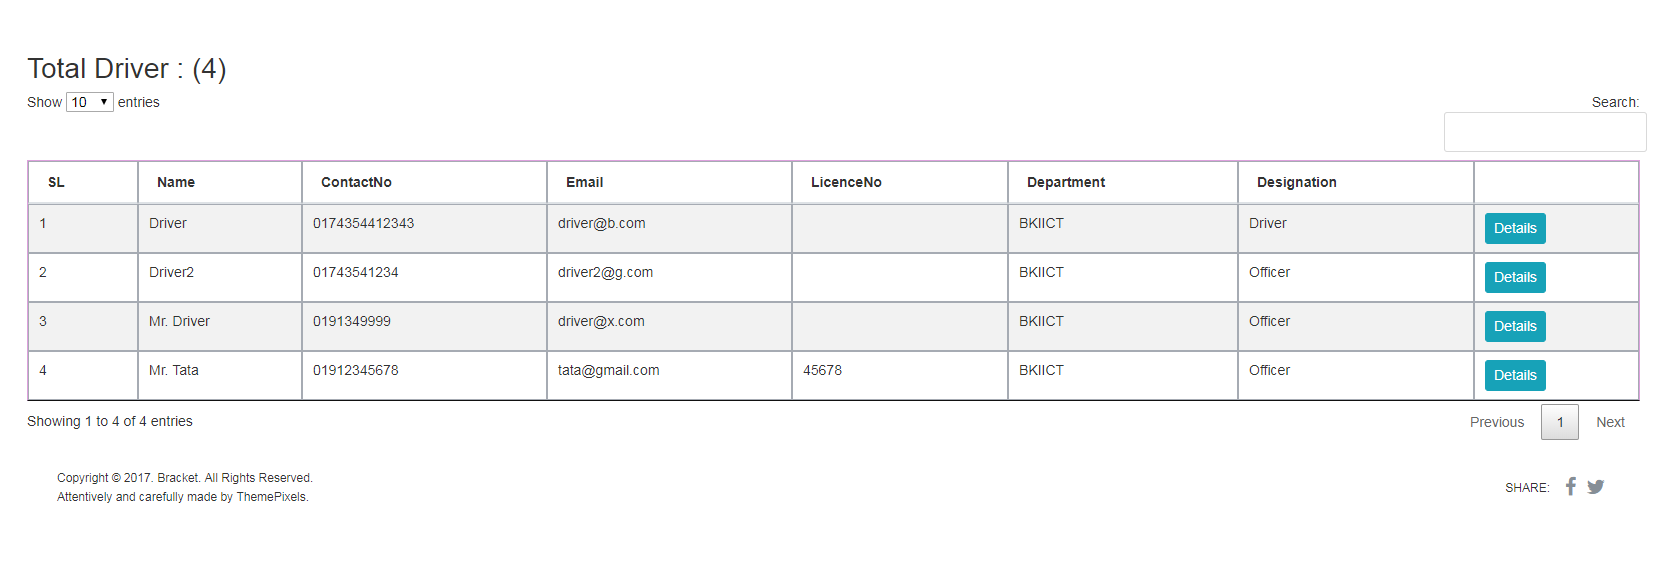 Total Driver : (4)
Show 10 entries
Search:
SL Name ContactNo Email LicenceNo Department Designation
1 Driver 0174354412343 driver@b.com BKIICT Driver Details
2 Driver2 01743541234 driver2@g.com BKIICT Officer Details
3 Mr. Driver 0191349999 driver@x.com BKIICT Officer Details
4 Mr. Tata 01912345678 tata@gmail.com 45678 BKIICT Officer Details
Showing 1 to 4 of 4 entries
Previous 1 Next
Copyright © 2017. Bracket. All Rights Reserved.
Attentively and carefully made by ThemePixels.
SHARE: